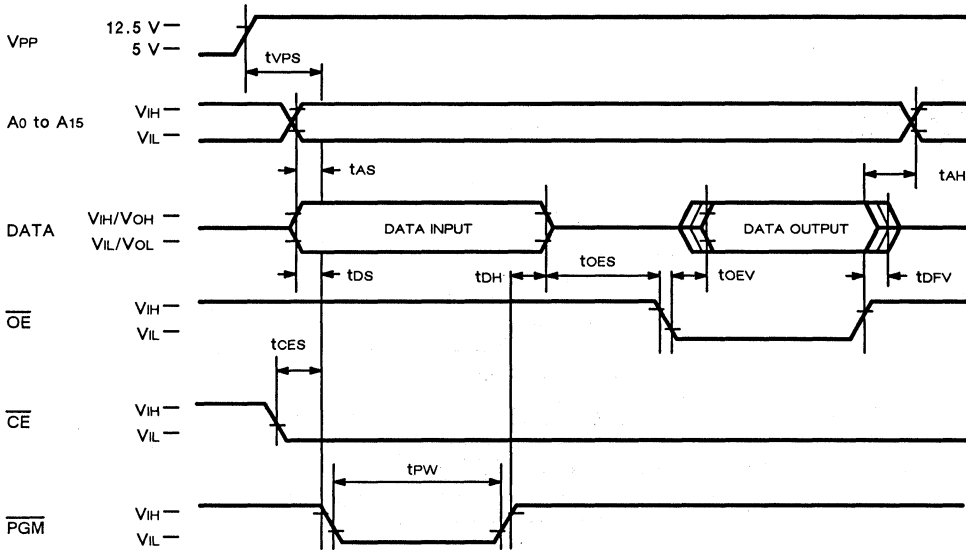 VPP
12.5 V
5 V
tVPS
A0 to A15
VIH
VIL
tAS
tAH
DATA
VIH/VOH
VIL/VOL
DATA INPUT
DATA OUTPUT
tDS
tDH
tOES
tOEV
tDFV
OE
VIH
VIL
tCES
CE
VIH
VIL
tPW
PGM
VIH
VIL